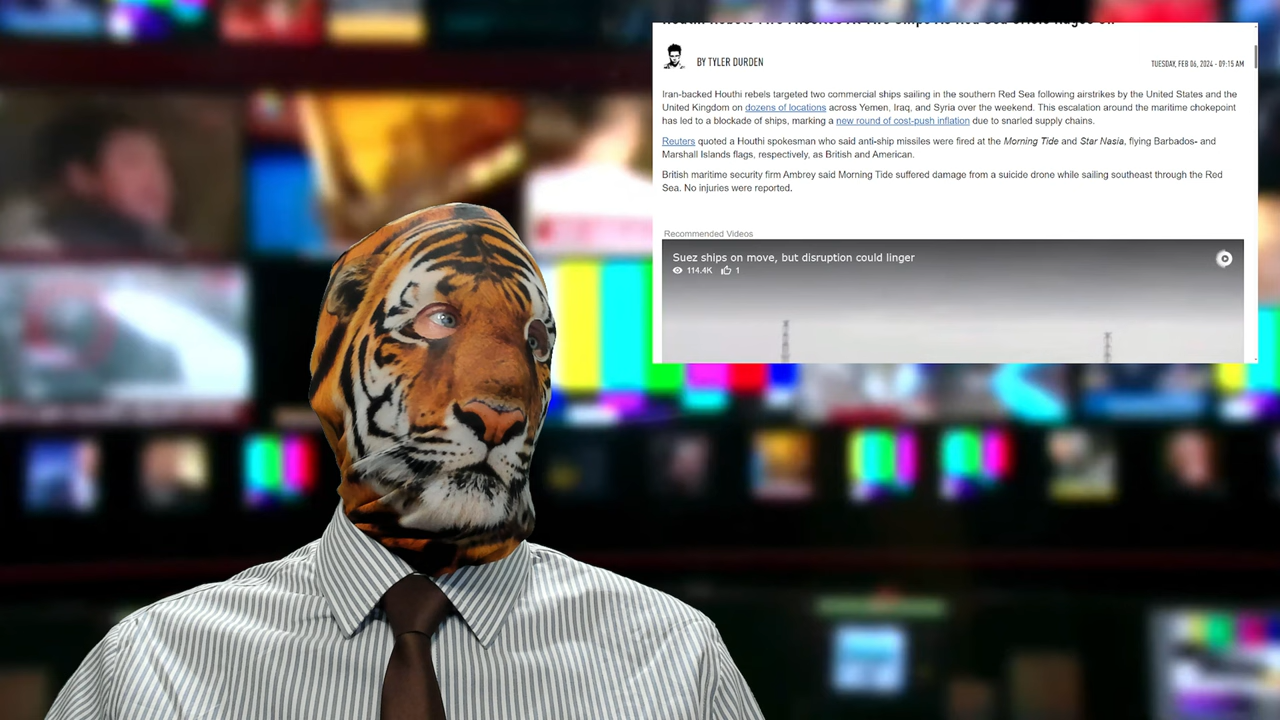 BY TYLER DURDEN
TUESDAY, FEB 06, 2024 - 09:15 AM
Iran-backed Houthi rebels targeted two commercial ships sailing in the southern Red Sea following airstrikes by the United States and the
United Kingdom on dozens of locations across Yemen, Iraq, and Syria over the weekend. This escalation around the maritime chokepoint
has led to a blockade of ships, marking a new round of cost-push inflation due to snarled supply chains.
Reuters quoted a Houthi spokesman who said anti-ship missiles were fired at the Morning Tide and Star Nasia, flying Barbados- and
Marshall Islands flags, respectively, as British and American.
British maritime security firm Ambrey said Morning Tide suffered damage from a suicide drone while sailing southeast through the Red
Sea. No injuries were reported.
Recommended Videos
Suez ships on move, but disruption could linger
114.4K 1